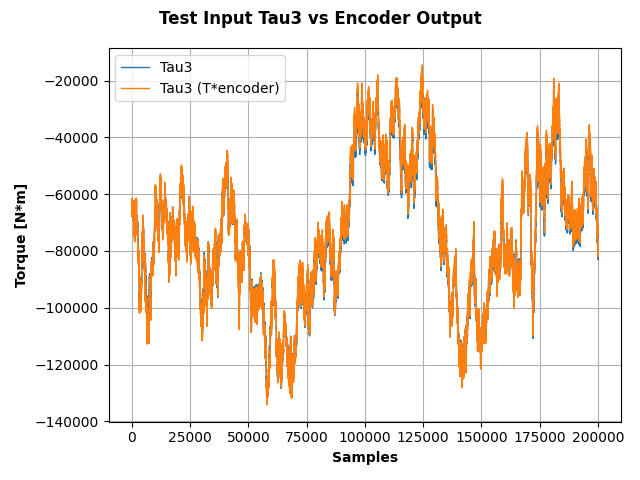 Test Input Tau3 vs Encoder Output
Tau3
Tau3 (T*encoder)
Torque [N*m]
−20000
−40000
−60000
−80000
−100000
−120000
−140000
0 25000 50000 75000 100000 125000 150000 175000 200000
Samples